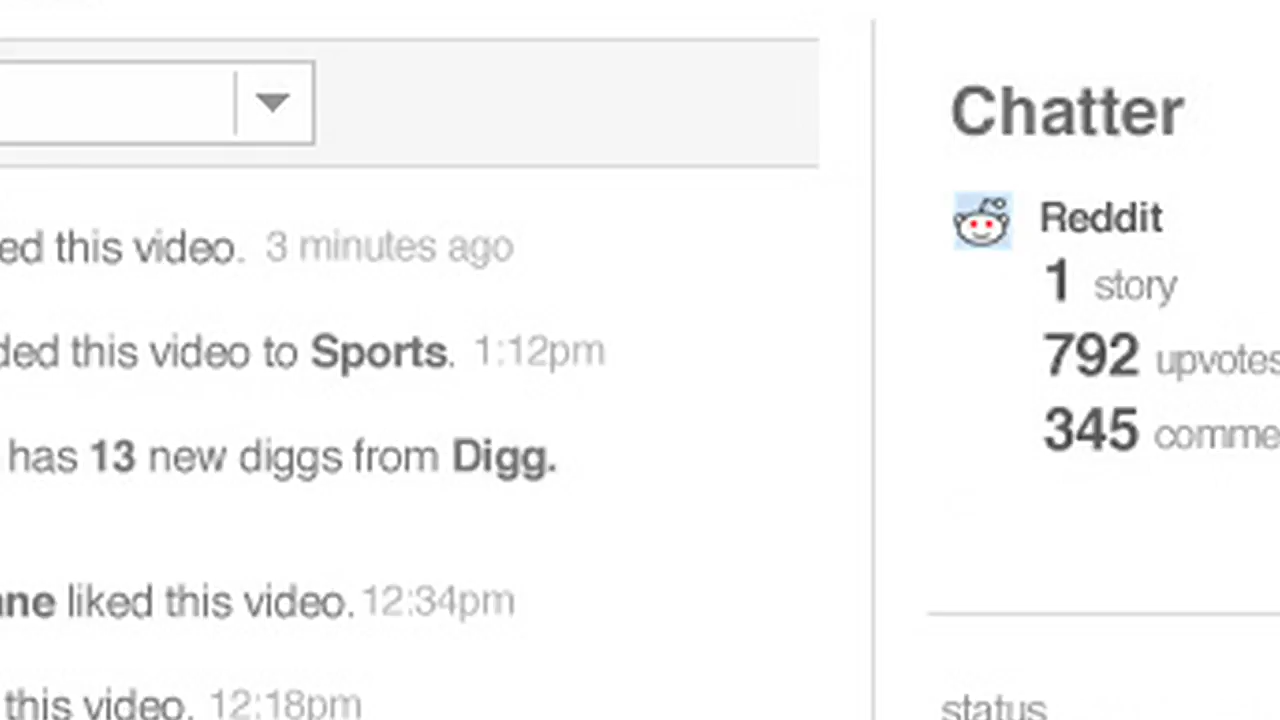 ed this video. 3 minutes ago
ded this video to Sports. 1:12pm
has 13 new diggs from Digg.
ne liked this video. 12:34pm
this video. 12:18pm
Chatter
Reddit
1 story
792 upvotes
345 comme
status